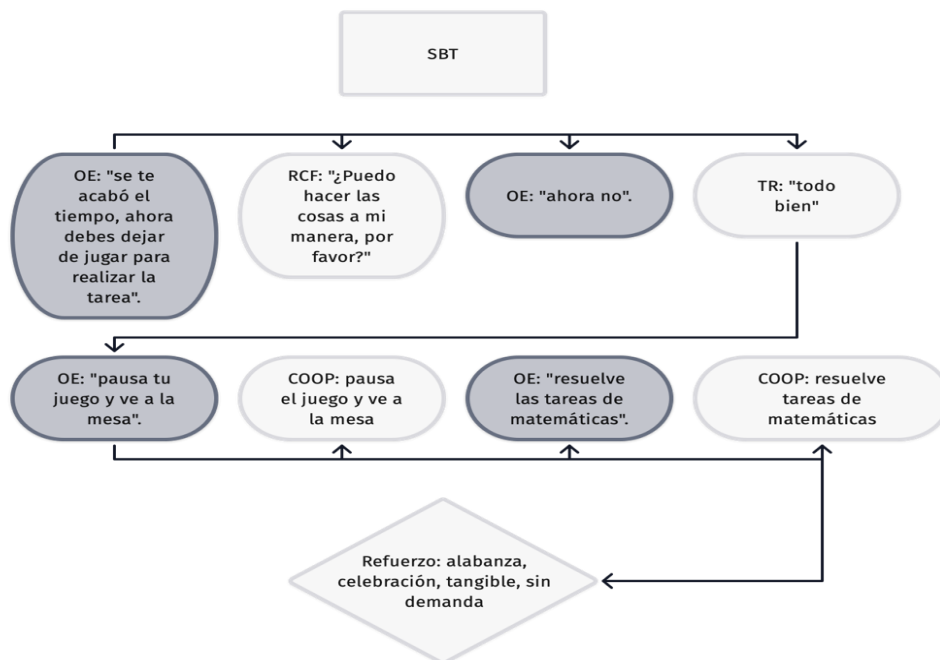 SBT
OE: "se te
acabó el
tiempo, ahora
debes dejar
de jugar para
realizar la
tarea".
RCF: "¿Puedo
hacer las
cosas a mi
manera, por
favor?"
OE: "ahora no".
TR: "todo
bien"
OE: "pausa tu
juego y ve a la
mesa".
COOP: pausa
el juego y ve a
la mesa
OE: "resuelve
las tareas de
matemáticas".
COOP: resuelve
tareas de
matemáticas
Refuerzo: alabanza,
celebración, tangible, sin
demanda